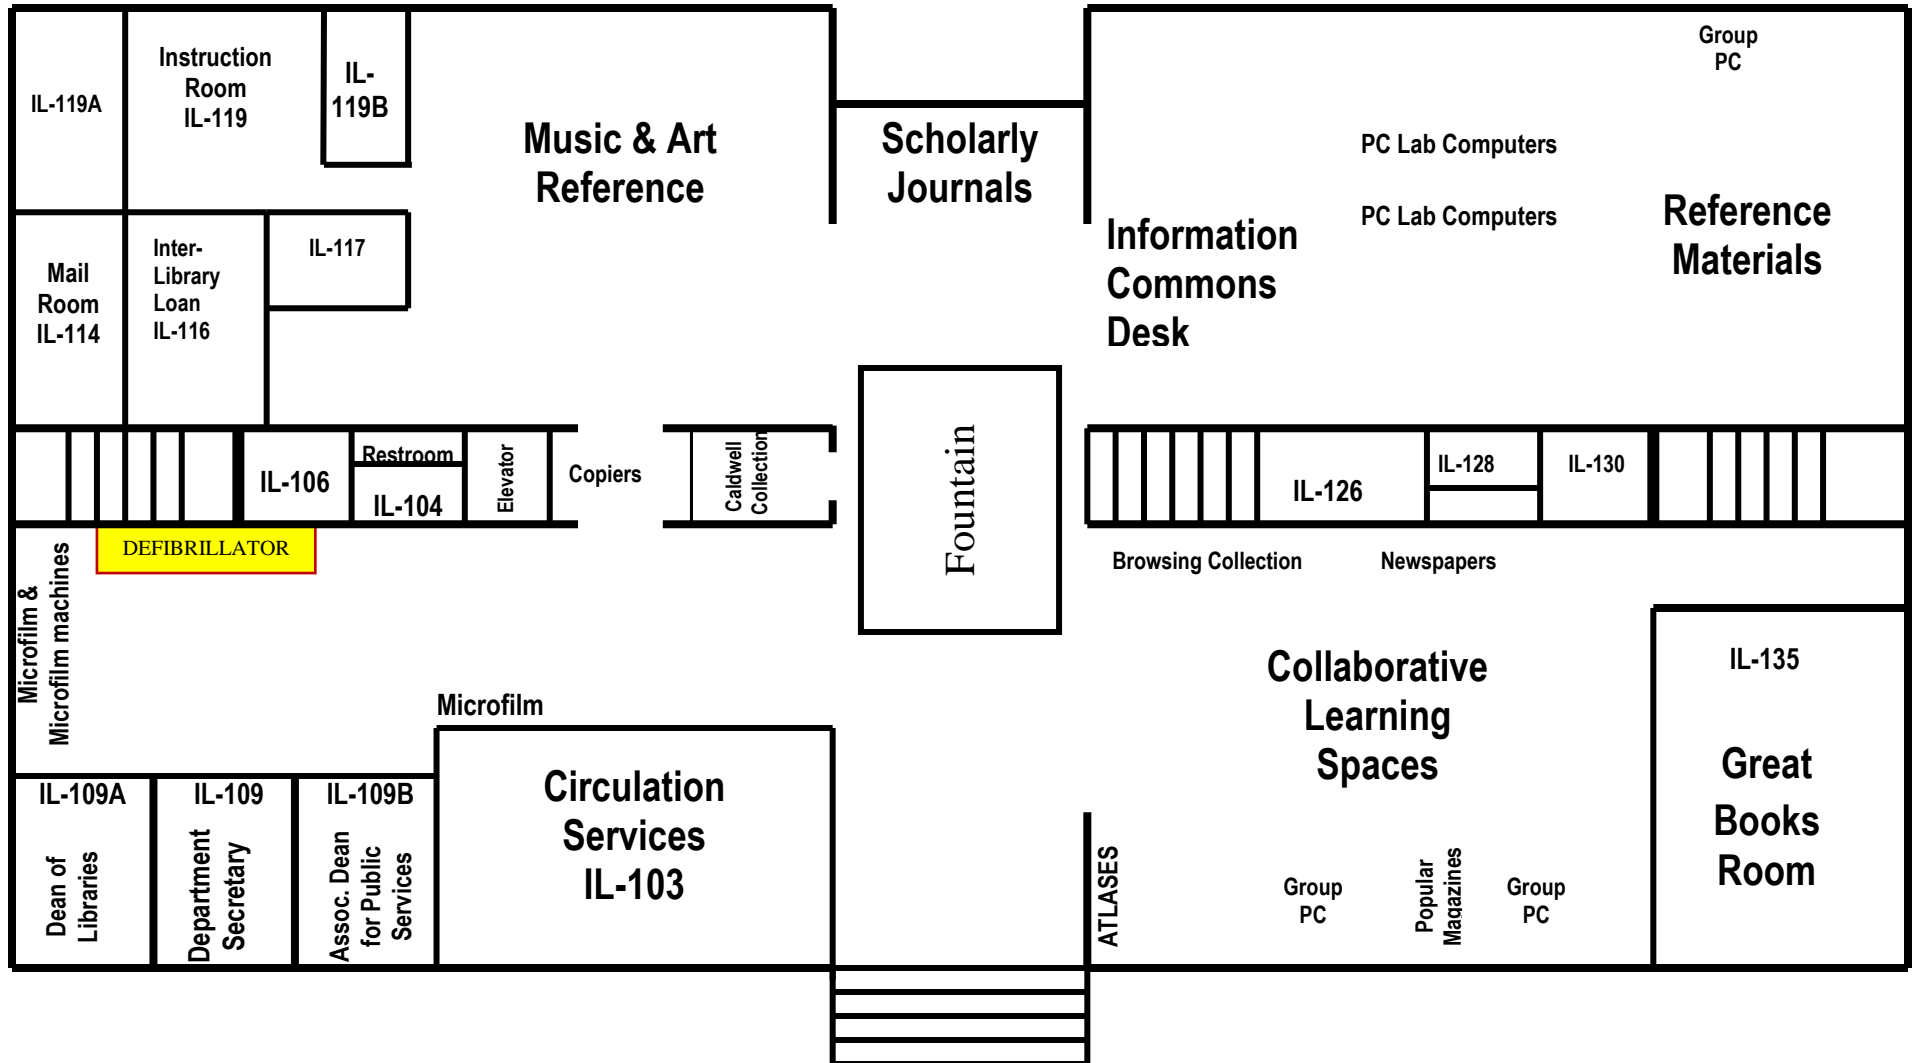 IL-119A
Instruction
Room
IL-119
IL-
119B
Music & Art
Reference
Scholarly
Journals
Group
PC
PC Lab Computers
PC Lab Computers
Information
Commons
Desk
Reference
Materials
Mail
Room
IL-114
Inter-
Library
Loan
IL-116
IL-117
IL-106
Restroom
IL-104
Elevator
Copiers
Caldwell
Collection
Fountain
IL-126
IL-128
IL-130
DEFIBRILLATOR
Microfilm &
Microfilm machines
Browsing Collection
Newspapers
Microfilm
Collaborative
Learning
Spaces
IL-135
Great
Books
Room
IL-109A
Dean of
Libraries
IL-109
Department
Secretary
IL-109B
Assoc. Dean
for Public
Services
Circulation
Services
IL-103
ATLASES
Group
PC
Popular
Magazines
Group
PC